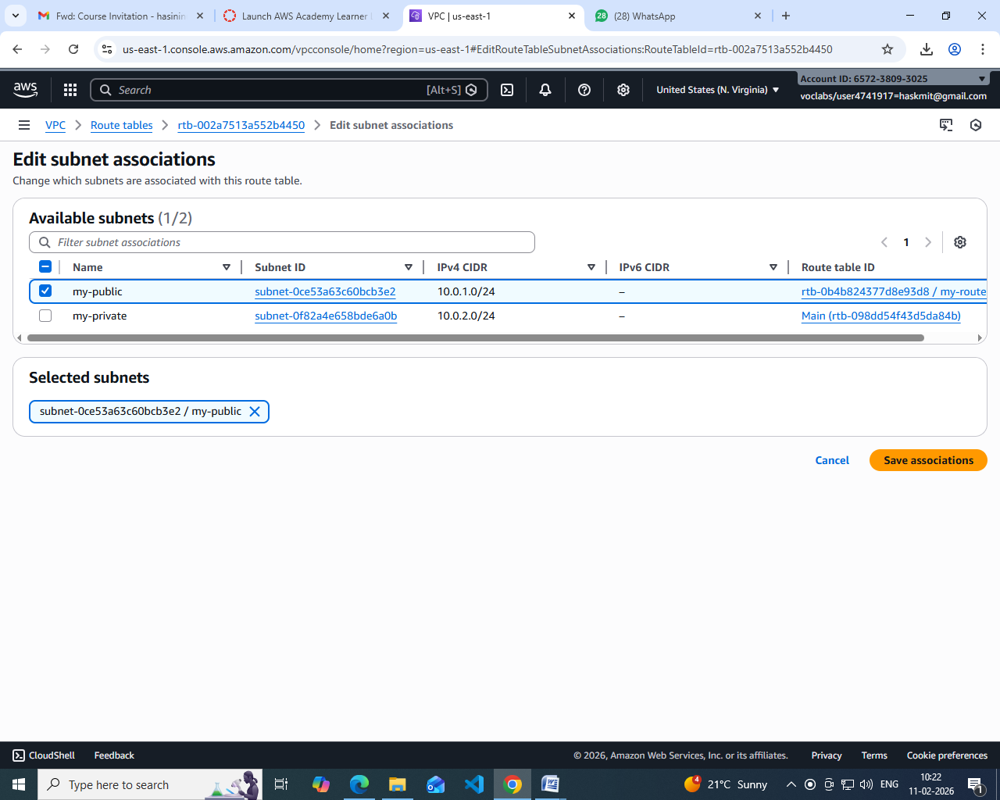 Fwd: Course Invitation - hasinin
Launch AWS Academy Learner L
VPC | us-east-1
28
(28) WhatsApp
us-east-1.console.aws.amazon.com/vpcconsole/home?region=us-east-1#EditRouteTableSubnetAssociations:RouteTableId=rtb-002a7513a552b4450
aws
Search
[Alt+S]
United States (N. Virginia)
Account ID: 6572-3809-3025
voclabs/user4741917=haskmit@gmail.com
VPC
Route tables
rtb-002a7513a552b4450
Edit subnet associations
Edit subnet associations
Change which subnets are associated with this route table.
Available subnets (1/2)
Filter subnet associations
1
Name Subnet ID IPv4 CIDR IPv6 CIDR Route table ID
my-public subnet-0ce53a63c60bcb3e2 10.0.1.0/24 – rtb-0b4b824377d8e93d8 / my-route
my-private subnet-0f82a4e658bde6a0b 10.0.2.0/24 – Main (rtb-098dd54f43d5da84b)
Selected subnets
subnet-0ce53a63c60bcb3e2 / my-public
Cancel
Save associations
CloudShell Feedback © 2026, Amazon Web Services, Inc. or its affiliates. Privacy Terms Cookie preferences
Type here to search
4
21°C Sunny
ENG
10:22
11-02-2026
1